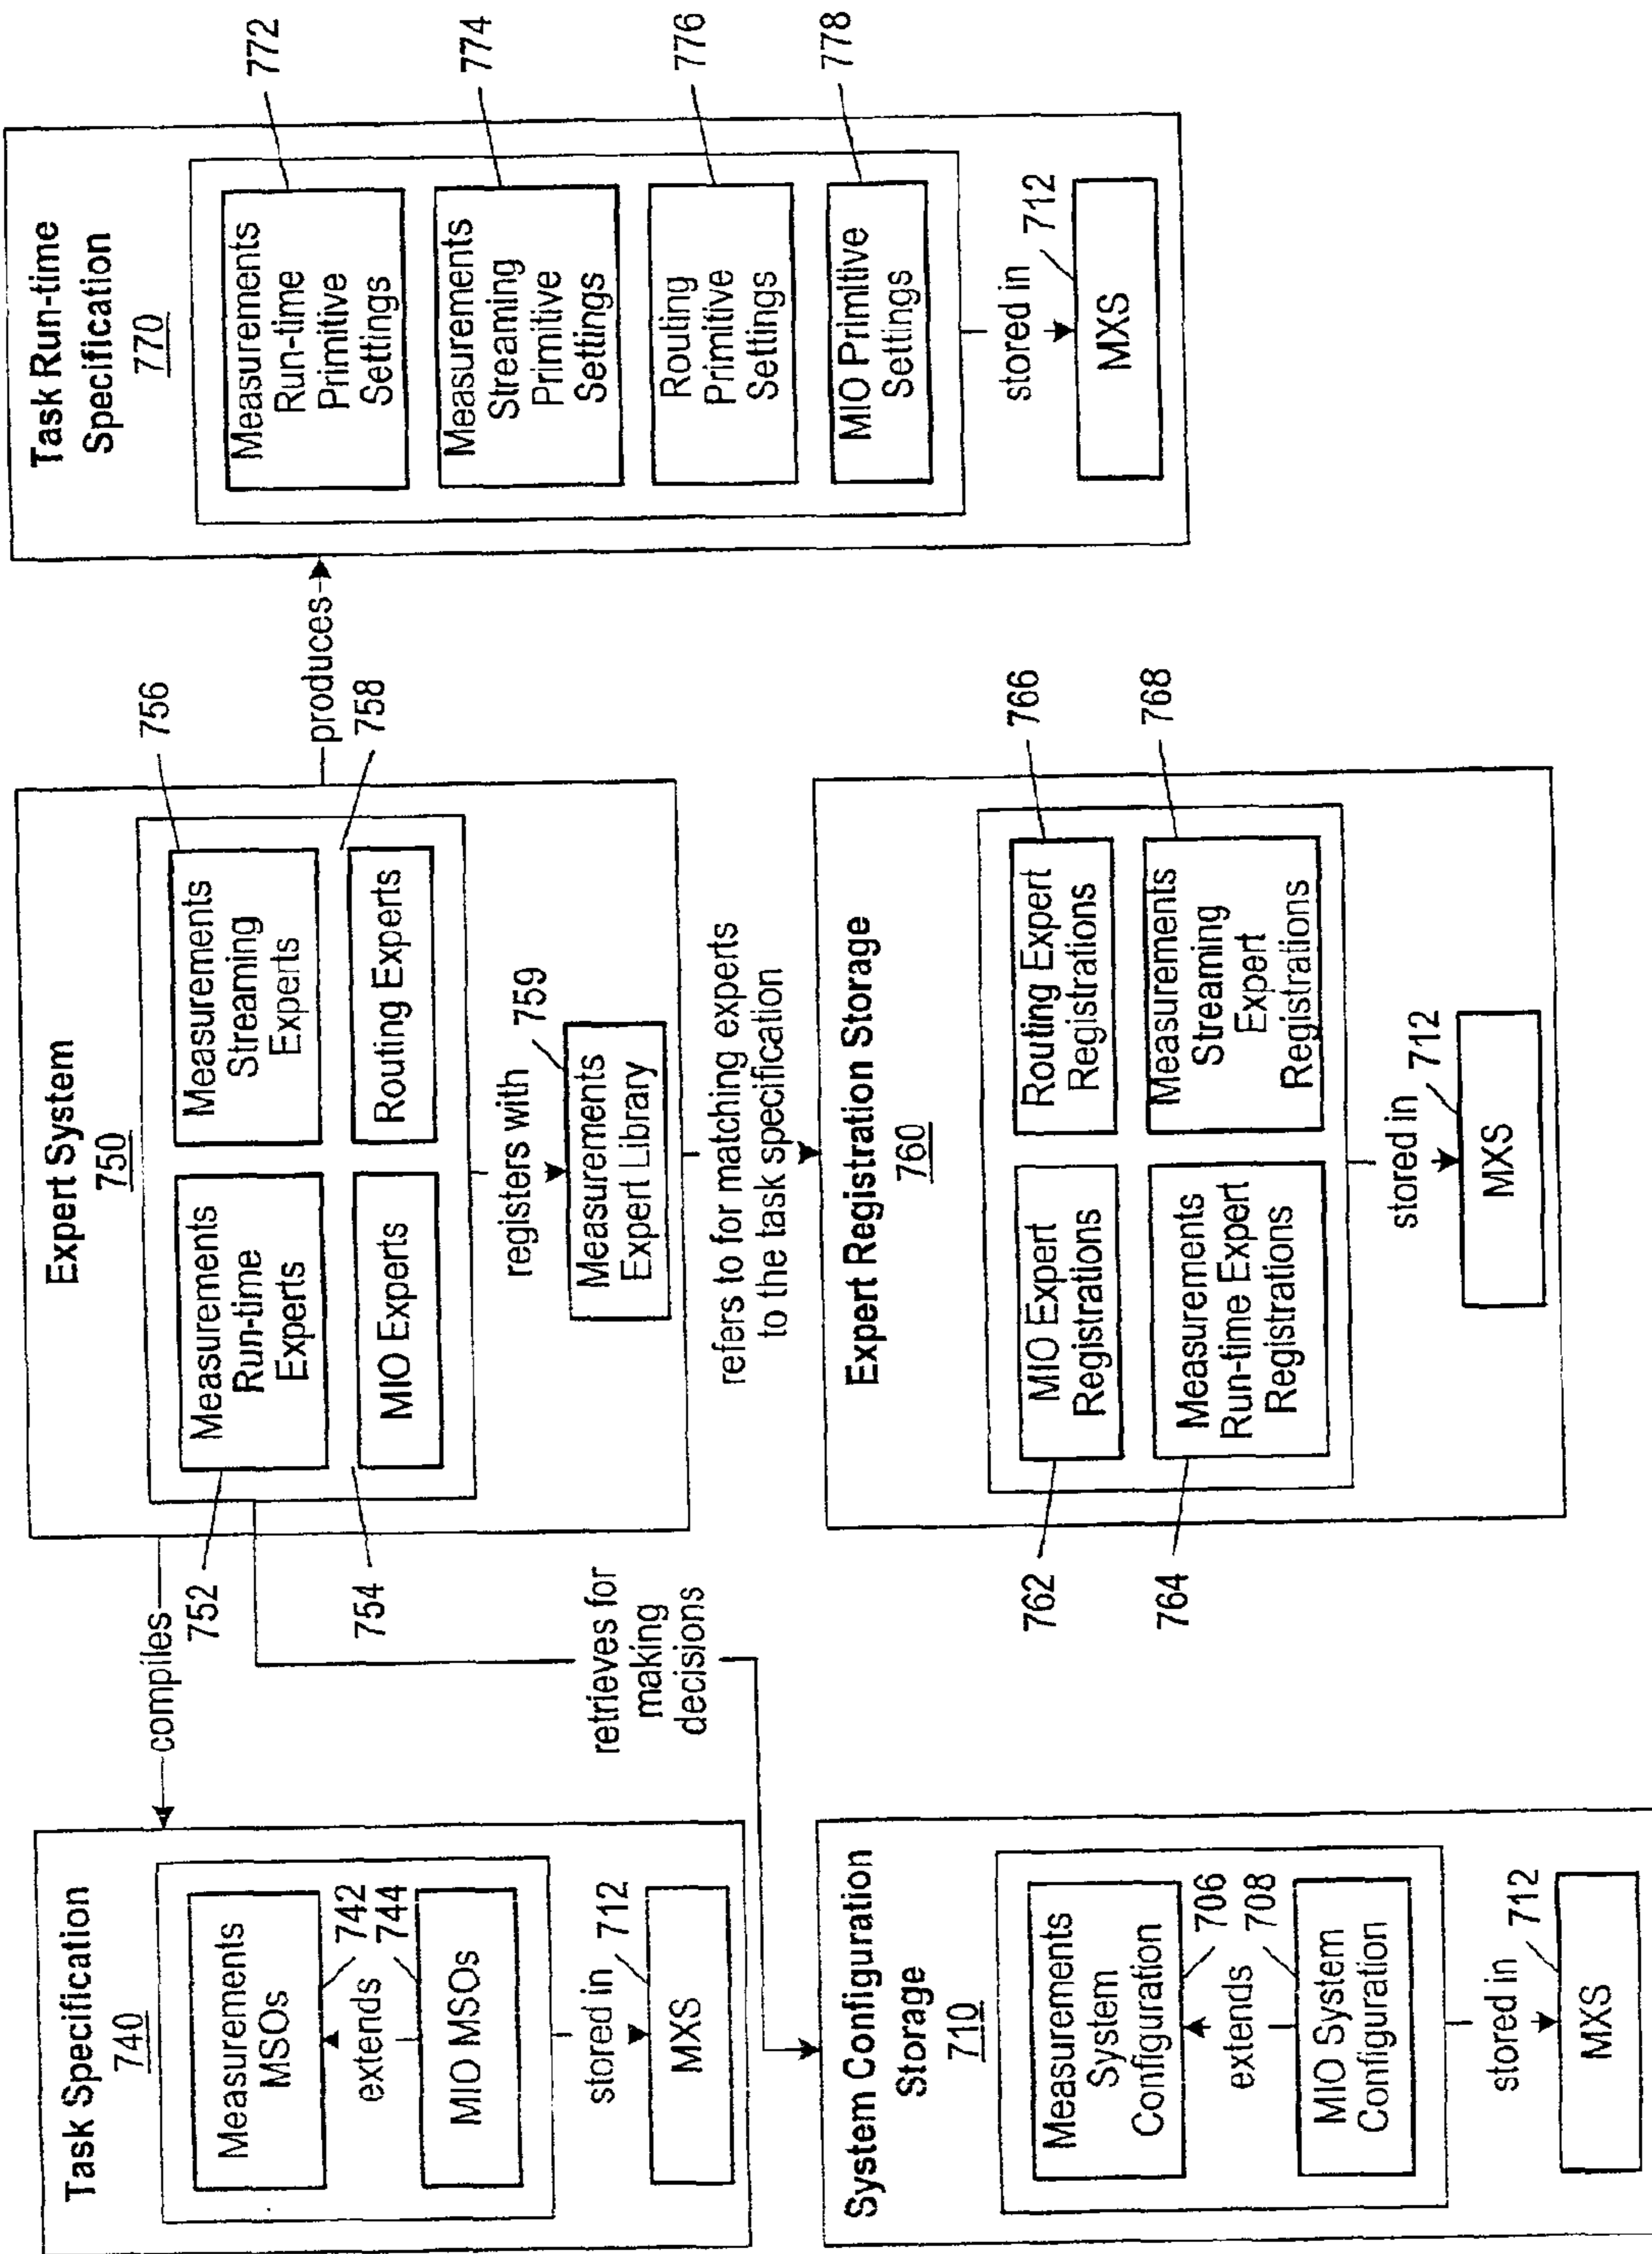 Task Specification
740
Measurements
MSOs
742
extends
744
MIO MSOs
stored in
712
MXS
compiles
Expert System
750
Measurements
Run-time
Experts
752
Measurements
Streaming
Experts
756
MIO Experts
754
Routing Experts
758
registers with
759
Measurements
Expert Library
produces
Task Run-time
Specification
770
Measurements
Run-time
Primitive
Settings
772
Measurements
Streaming
Primitive
Settings
774
Routing
Primitive
Settings
776
MIO Primitive
Settings
778
stored in
712
MXS
retrieves for
making
decisions
refers to for matching experts
to the task specification
System Configuration
Storage
710
Measurements
System
Configuration
706
extends
708
MIO System
Configuration
stored in
712
MXS
Expert Registration Storage
760
MIO Expert
Registrations
762
Routing Expert
Registrations
766
Measurements
Run-time Expert
Registrations
764
Measurements
Streaming
Expert
Registrations
768
stored in
712
MXS